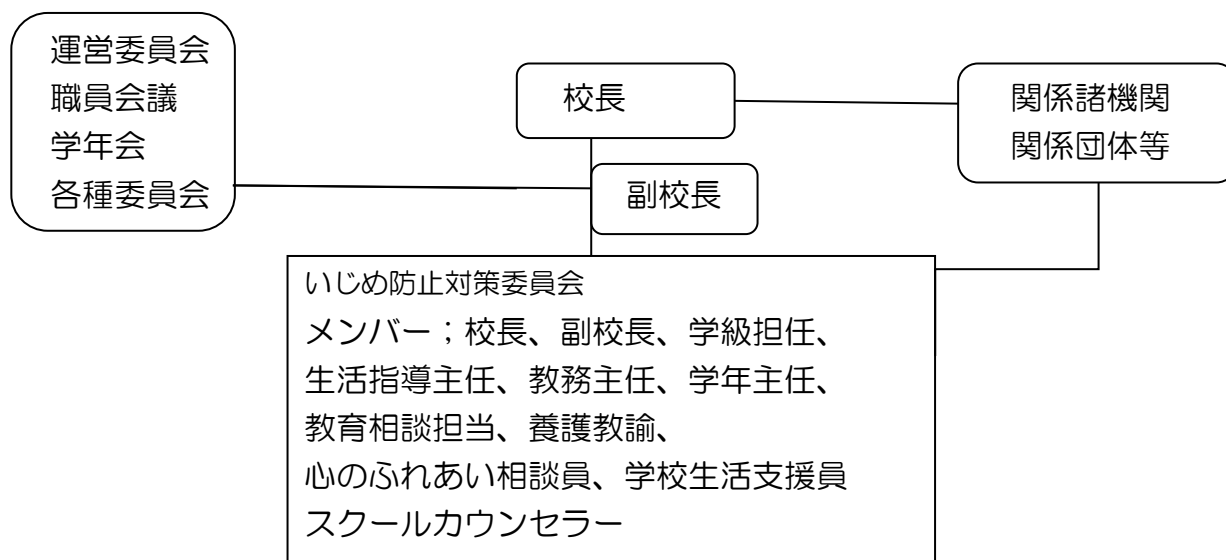 運営委員会
職員会議
学年会
各種委員会
校長
関係諸機関
関係団体等
副校長
いじめ防止対策委員会
メンバー；校長、副校長、学級担任、
生活指導主任、教務主任、学年主任、
教育相談担当、養護教諭、
心のふれあい相談員、学校生活支援員
スクールカウンセラー